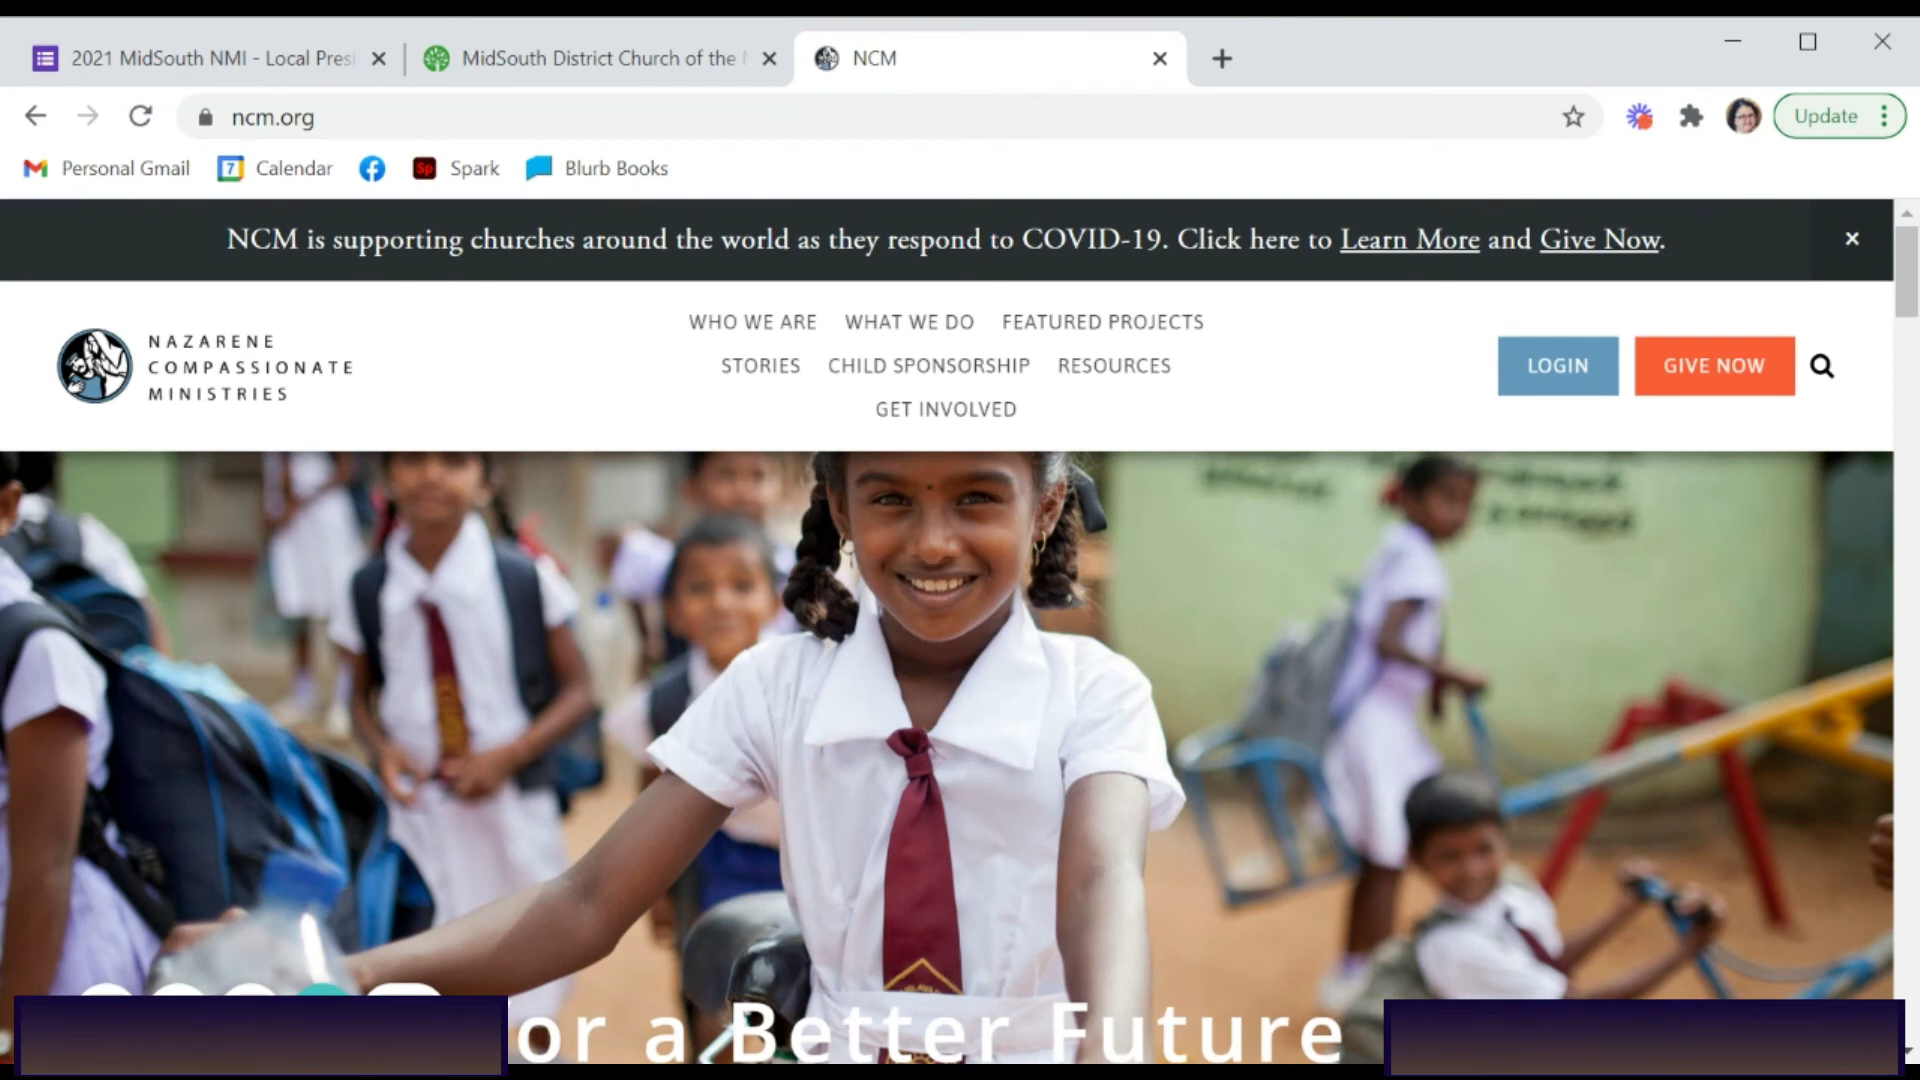 2021 MidSouth NMI - Local Presi
MidSouth District Church of the
NCM
ncm.org
Update
Personal Gmail
7
Calendar
Sp
Spark
Blurb Books
NCM is supporting churches around the world as they respond to COVID-19. Click here to Learn More and Give Now.
NAZARENE
COMPASSIONATE
MINISTRIES
WHO WE ARE
WHAT WE DO
FEATURED PROJECTS
STORIES
CHILD SPONSORSHIP
RESOURCES
GET INVOLVED
LOGIN
GIVE NOW
or a Better Future